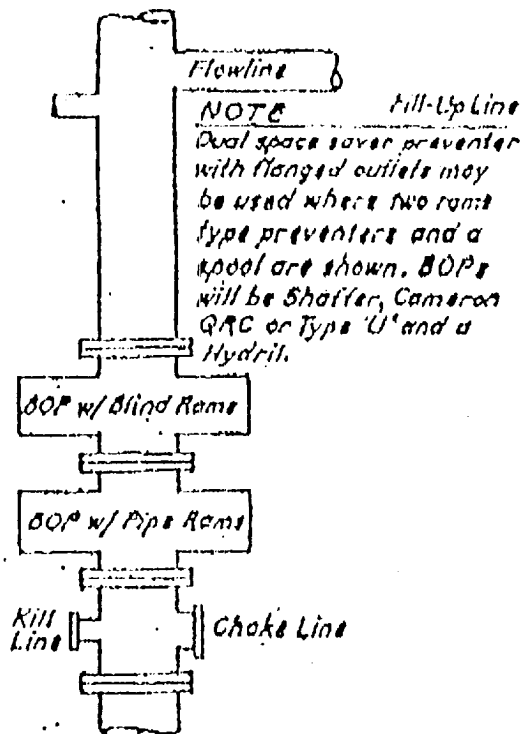 Flowline
NOTE
Fill-Up Line
Dual space saver preventer
with flanged outlets may
be used where two rams
type preventers and a
spool are shown. BOPs
will be Shaffer, Cameron
QRC or Type 'U' and a
Hydril.
BOP w/ Blind Rams
BOP w/ Pipe Rams
Kill
Line
Choke Line